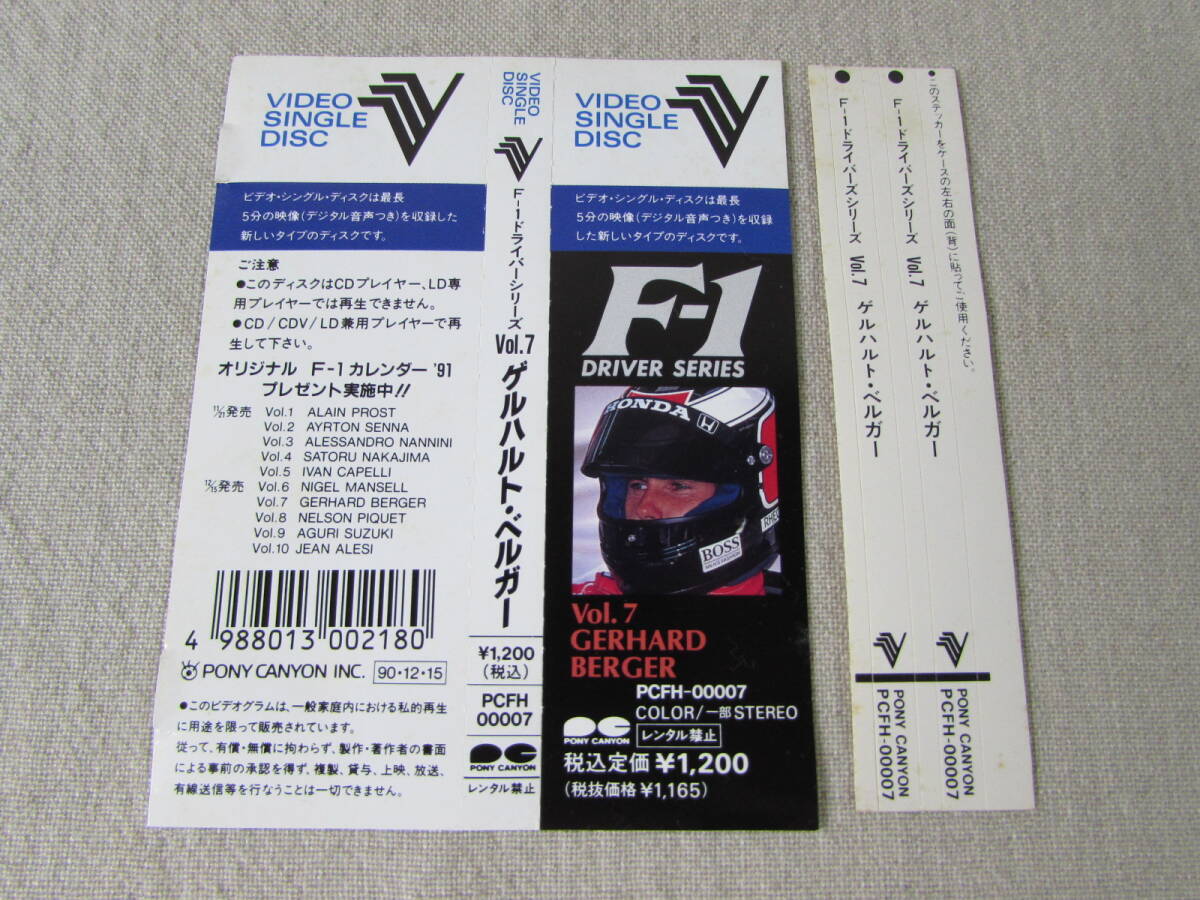 VIDEO
SINGLE
DISC
ビデオ・シングル・ディスクは最長
5分の映像(デジタル音声つき)を収録した
新しいタイプのディスクです。
ご注意
●このディスクはCDプレイヤー、LD専
用プレイヤーでは再生できません。
●CD/CDV/LD兼用プレイヤーで再
生して下さい。
オリジナル F-1カレンダー'91
プレゼント実施中!!
11/21発売 Vol.1 ALAIN PROST
Vol.2 AYRTON SENNA
Vol.3 ALESSANDRO NANNINI
Vol.4 SATORU NAKAJIMA
Vol.5 IVAN CAPELLI
12/15発売 Vol.6 NIGEL MANSELL
Vol.7 GERHARD BERGER
Vol.8 NELSON PIQUET
Vol.9 AGURI SUZUKI
Vol.10 JEAN ALESI
4 988013 002180
PONY CANYON INC. 90・12・15
●このビデオグラムは、一般家庭内における私的再生
に用途を限って販売されています。
従って、有償・無償に拘わらず、製作・著作者の書面
による事前の承認を得ず、複製、貸与、上映、放送、
有線送信等を行なうことは一切できません。
VIDEO
SINGLE
DISC
F-1ドライバーシリーズ
Vol.7
ゲルハルト・ベルガー
¥1,200
(税込)
PCFH
00007
PONY CANYON
レンタル禁止
VIDEO
SINGLE
DISC
ビデオ・シングル・ディスクは最長
5分の映像(デジタル音声つき)を収録
した新しいタイプのディスクです。
F-1
DRIVER SERIES
HONDA
BOSS
Vol. 7
GERHARD
BERGER
PCFH-00007
COLOR/一部STEREO
PONY CANYON
レンタル禁止
税込定価¥1,200
(税抜価格¥1,165)
●このステッカーをケースの左右の面(背)に貼ってご使用ください。
F-1ドライバーズシリーズ Vol.7 ゲルハルト・ベルガー
PONY CANYON
PCFH-00007
F-1ドライバーズシリーズ Vol.7 ゲルハルト・ベルガー
PONY CANYON
PCFH-00007